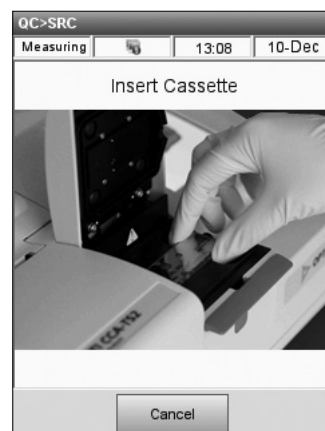 QC>SRC
Measuring 13:08 10-Dec
Insert Cassette
CCA-TS2
Cancel